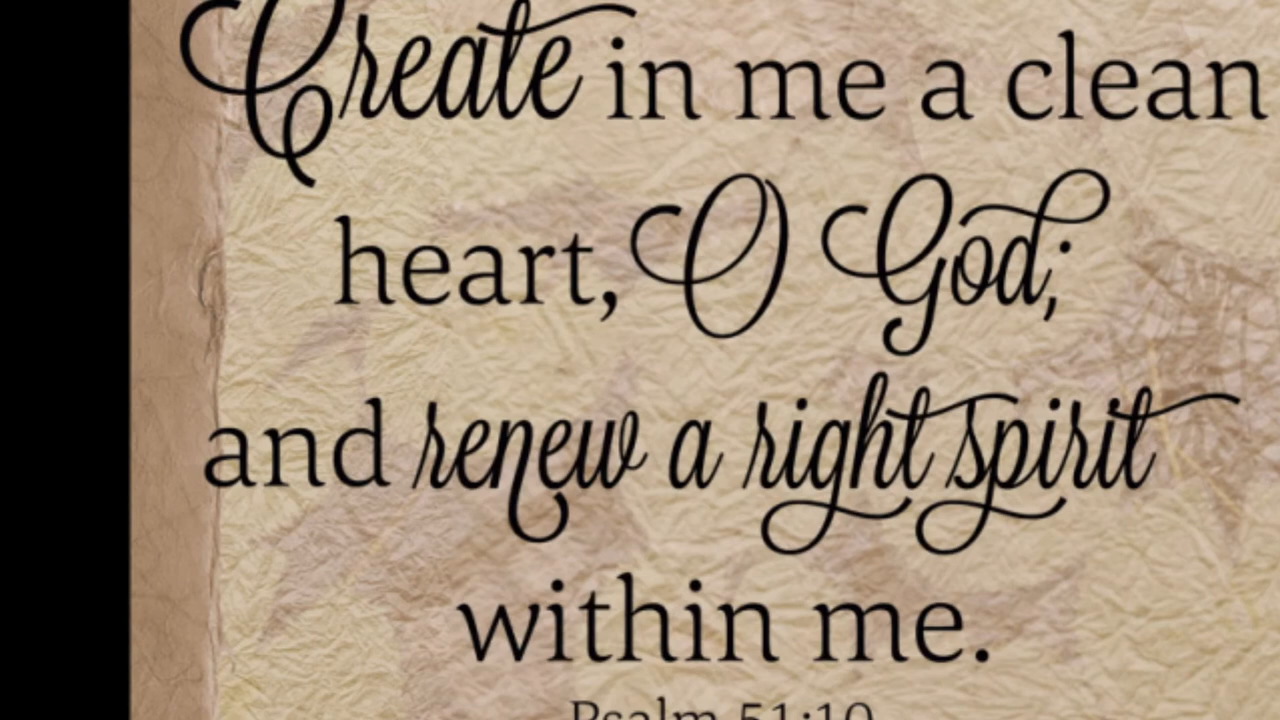 Create in me a clean
heart, O God;
and renew a right spirit
within me.
Psalm 51:10